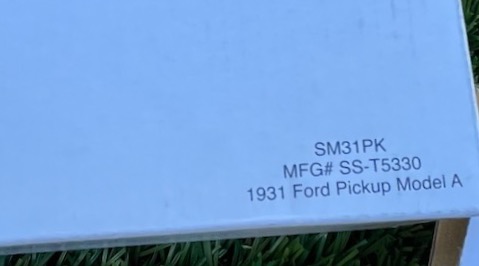 SM31PK
MFG# SS-T5330
1931 Ford Pickup Model A